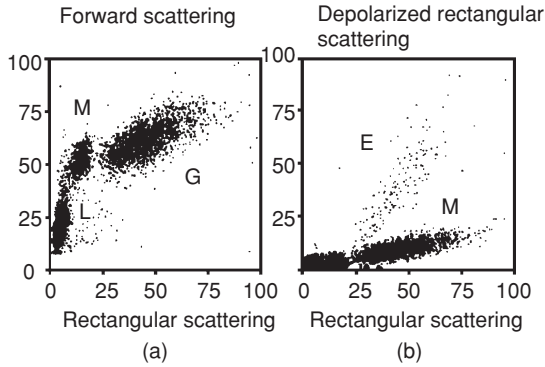 Forward scattering
Depolarized rectangular
scattering
100
75
50
25
0
M
G
L
0
25
50
75
100
Rectangular scattering
(a)
100
75
50
25
E
M
0
25
50
75
100
Rectangular scattering
(b)